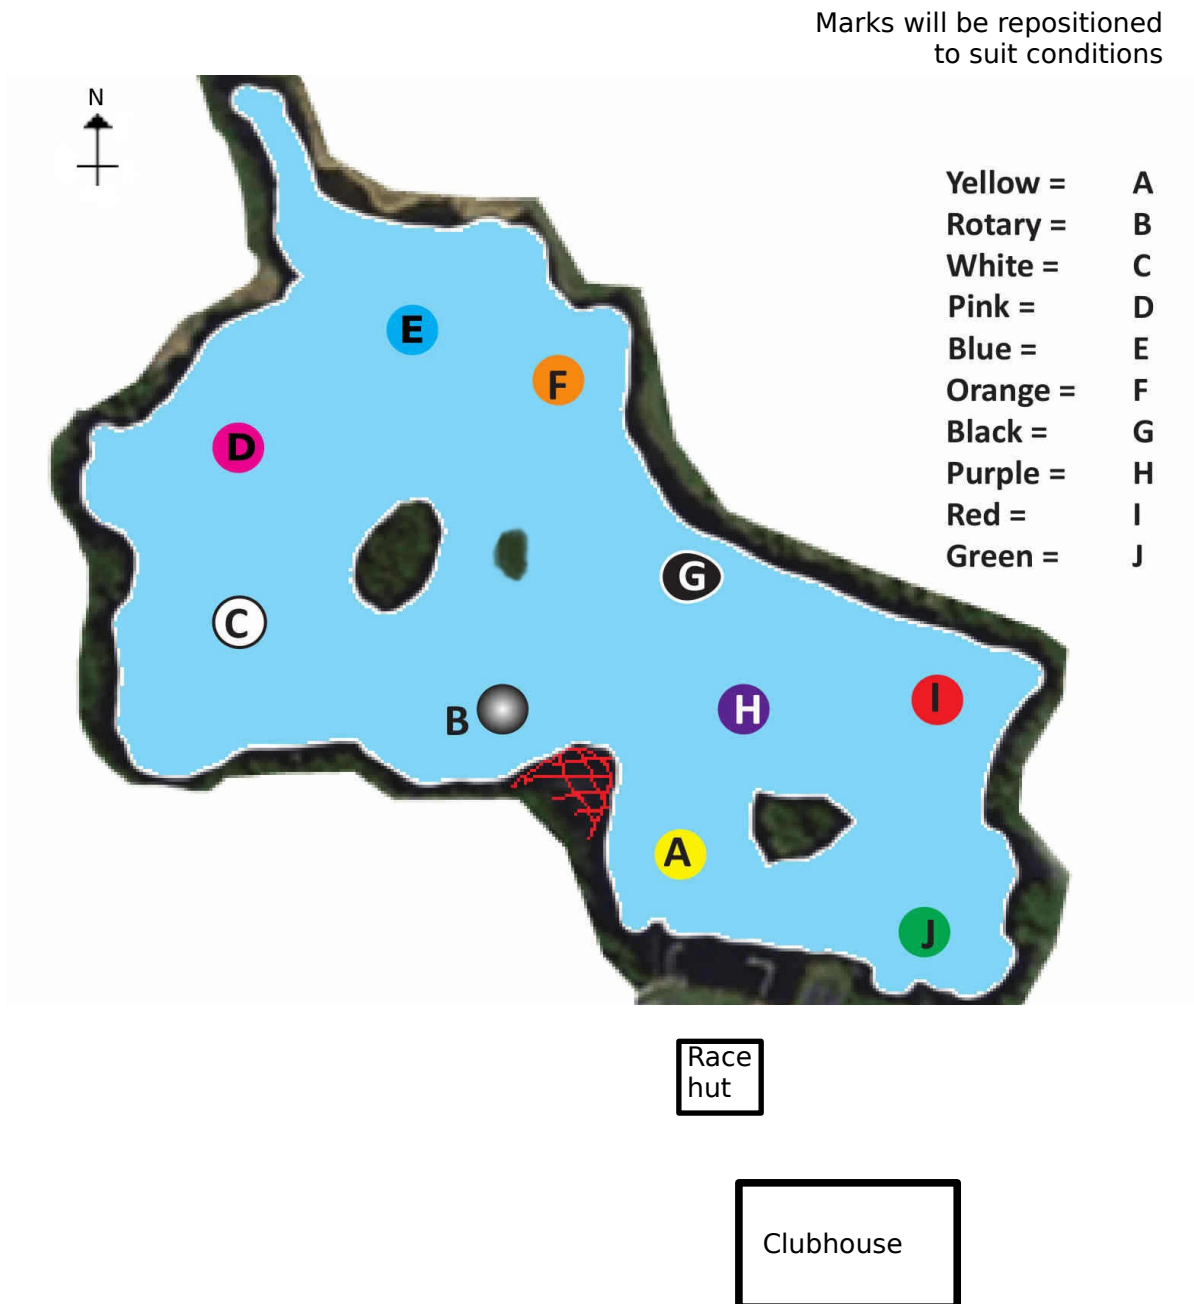 Marks will be repositioned
to suit conditions
N
Yellow = A
Rotary = B
White = C
Pink = D
Blue = E
Orange = F
Black = G
Purple = H
Red = I
Green = J
E
F
D
G
C
I
H
B
A
J
Race
hut
Clubhouse